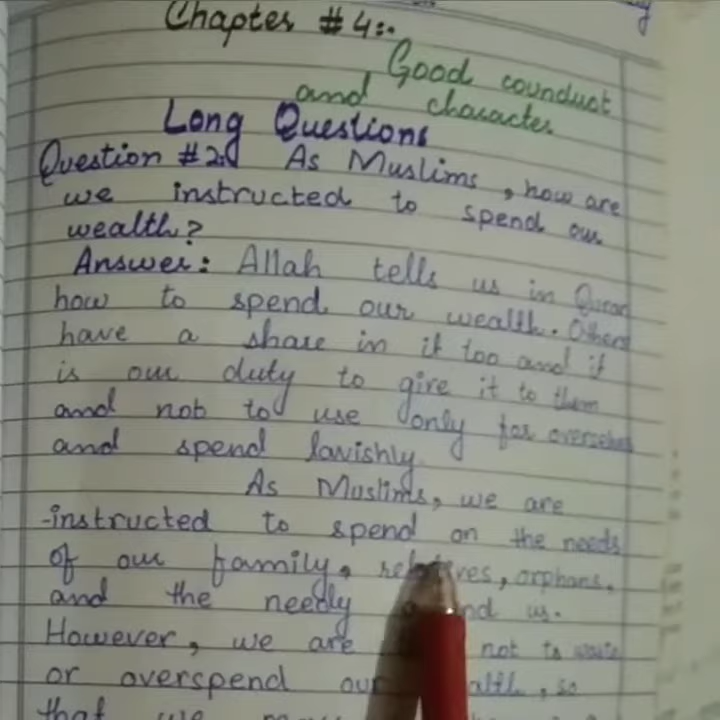 Chapter #4:-
Good counduct
and character
Long Questions
Question #2: As Muslims, how are
we instructed to spend our
wealth?
Answer: Allah tells us in Quran
how to spend our wealth. Others
have a share in it too and it
is our duty to give it to them
and not to use only for ourselves
and spend lavishly.
As Muslims, we are
instructed to spend on the needs
of our family, relatives, orphans,
and the needy us.
However, we are not to waste
or overspend our so
that we